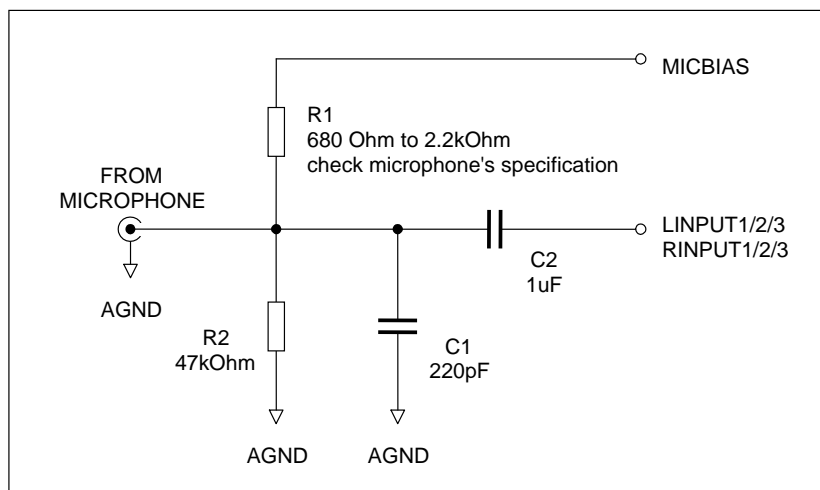 MICBIAS
R1
680 Ohm to 2.2kOhm
check microphone's specification
FROM
MICROPHONE
LINPUT1/2/3
RINPUT1/2/3
C2
1uF
AGND
R2
47kOhm
C1
220pF
AGND
AGND